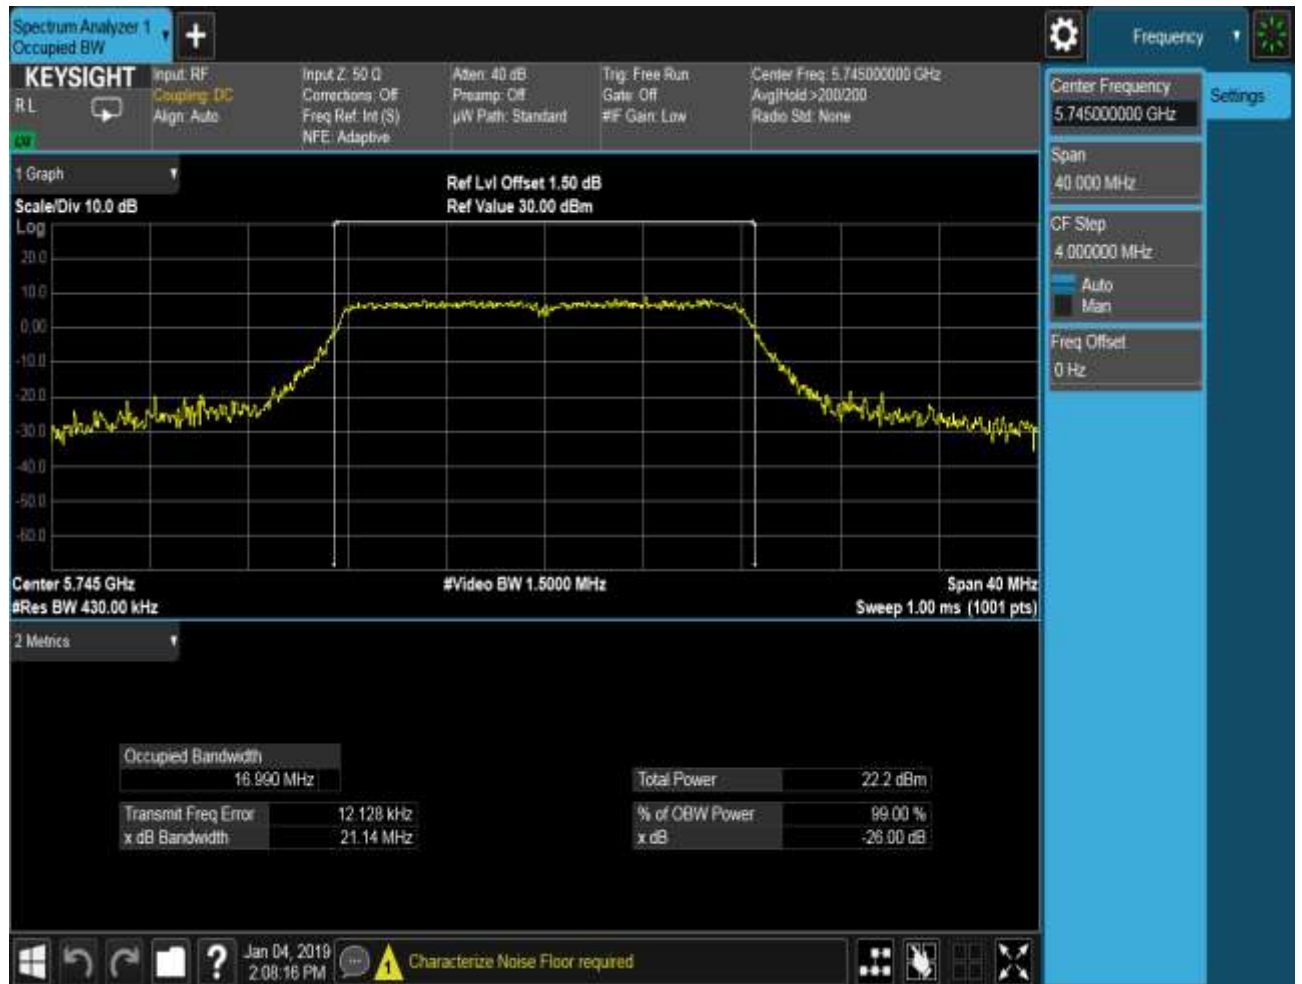 Spectrum Analyzer 1
Occupied BW
Frequency
KEYSIGHT
R L
Input: RF
Coupling: DC
Align: Auto
Input Z: 50 Ω
Corrections: Off
Freq Ref: Int (S)
NFE: Adaptive
Atten: 40 dB
Preamp: Off
µW Path: Standard
Trig: Free Run
Gate: Off
#IF Gain: Low
Center Freq: 5.745000000 GHz
Avg|Hold:>200/200
Radio Std: None
Center Frequency
5.745000000 GHz
Settings
Span
40.000 MHz
CF Step
4.000000 MHz
Auto
Man
Freq Offset
0 Hz
1 Graph
Scale/Div 10.0 dB
Ref Lvl Offset 1.50 dB
Ref Value 30.00 dBm
Log
20.0
10.0
0.00
-10.0
-20.0
-30.0
-40.0
-50.0
-60.0
Center 5.745 GHz
#Res BW 430.00 kHz
#Video BW 1.5000 MHz
Span 40 MHz
Sweep 1.00 ms (1001 pts)
2 Metrics
Occupied Bandwidth
16.990 MHz
Transmit Freq Error 12.128 kHz
x dB Bandwidth 21.14 MHz
Total Power 22.2 dBm
% of OBW Power 99.00 %
x dB -26.00 dB
?
Jan 04, 2019
2:08:16 PM
1
Characterize Noise Floor required